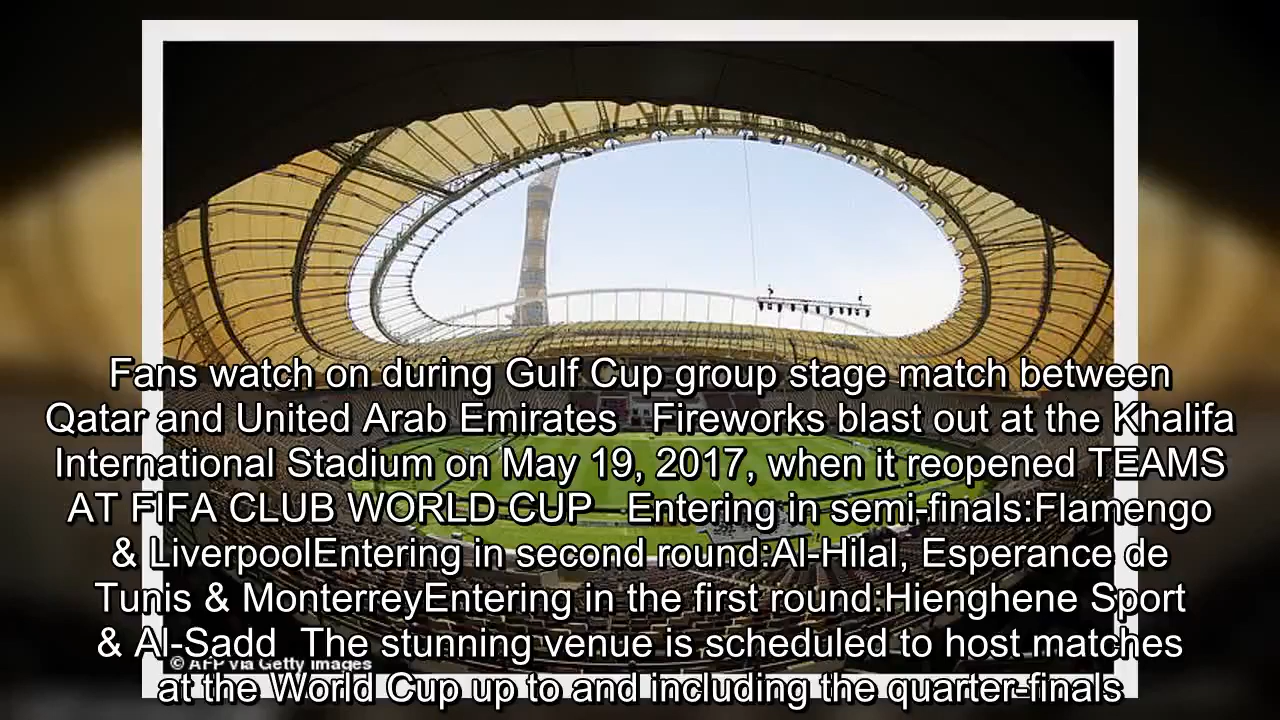 Fans watch on during Gulf Cup group stage match between
Qatar and United Arab Emirates   Fireworks blast out at the Khalifa
International Stadium on May 19, 2017, when it reopened TEAMS
AT FIFA CLUB WORLD CUP   Entering in semi-finals:Flamengo
& LiverpoolEntering in second round:Al-Hilal, Esperance de
Tunis & MonterreyEntering in the first round:Hienghene Sport
& Al-Sadd  The stunning venue is scheduled to host matches
© AFP via Getty images
at the World Cup up to and including the quarter-finals